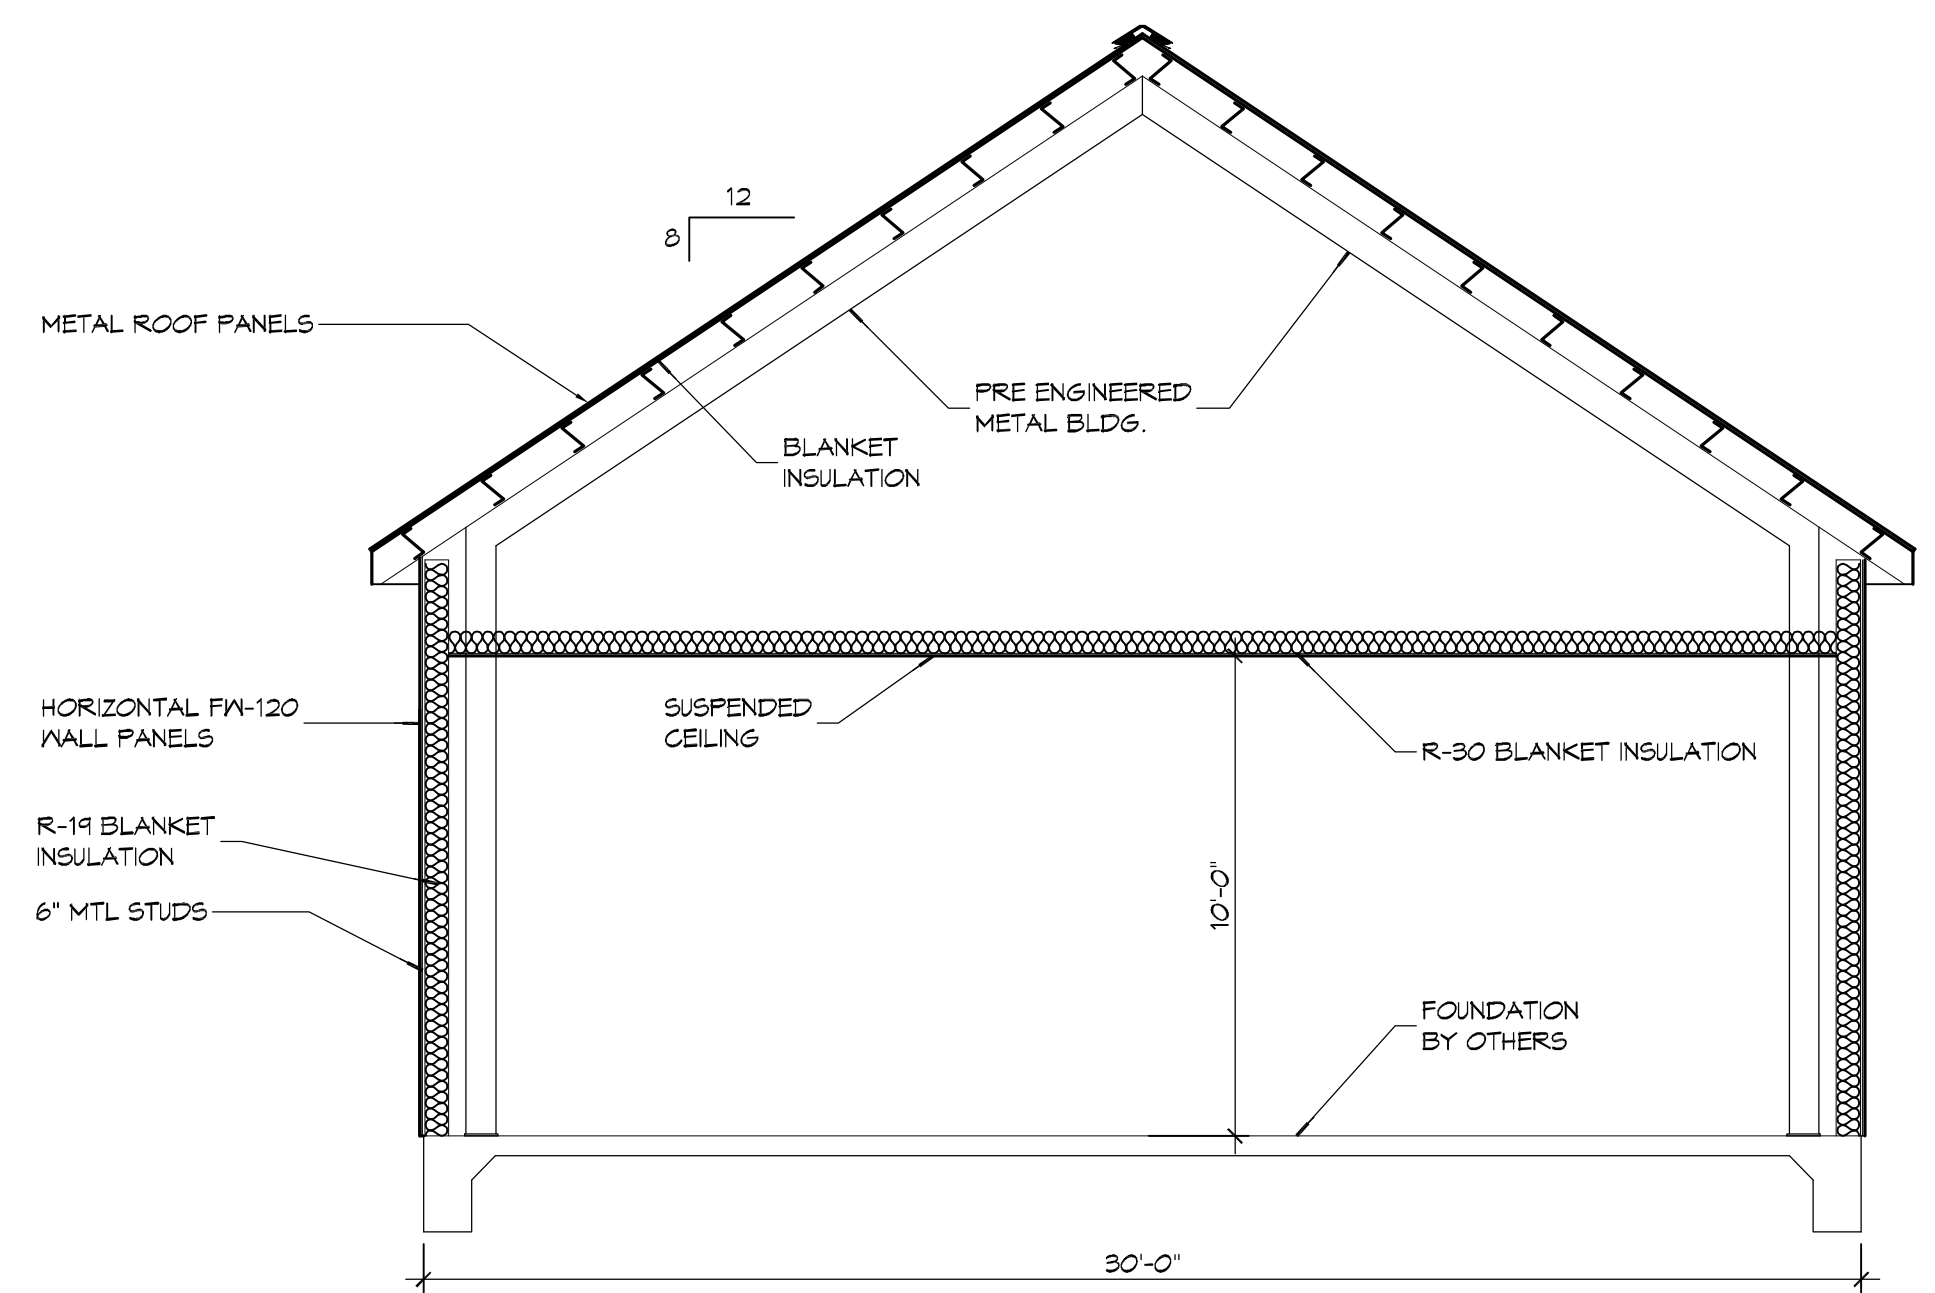 12
8
METAL ROOF PANELS
PRE ENGINEERED
METAL BLDG.
BLANKET
INSULATION
HORIZONTAL FW-120
WALL PANELS
SUSPENDED
CEILING
R-30 BLANKET INSULATION
R-19 BLANKET
INSULATION
6" MTL STUDS
10'-0"
FOUNDATION
BY OTHERS
30'-0"